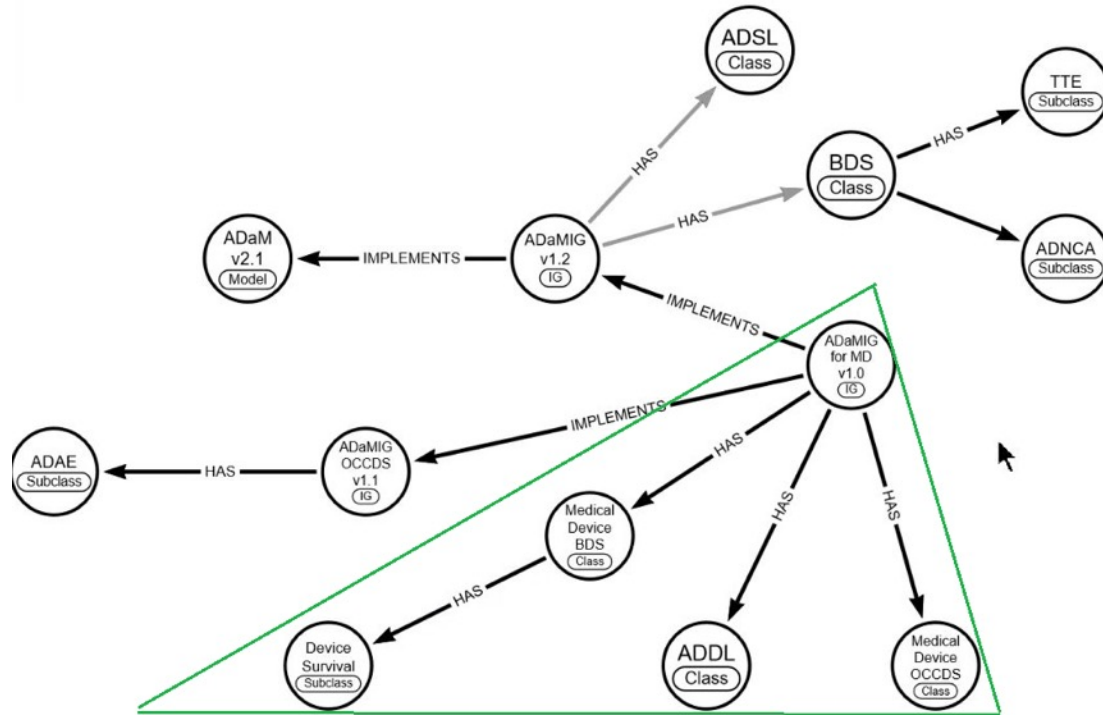 ADSL
Class
TTE
Subclass
HAS
HAS
BDS
Class
HAS
ADaM
v2.1
Model
IMPLEMENTS
ADaMIG
v1.2
IG
ADNCA
Subclass
IMPLEMENTS
ADaMIG
for MD
v1.0
IG
IMPLEMENTS
ADAE
Subclass
HAS
ADaMIG
OCCDS
v1.1
IG
HAS
HAS
HAS
Medical
Device
BDS
Class
HAS
Device
Survival
Subclass
ADDL
Class
Medical
Device
OCCDS
Class